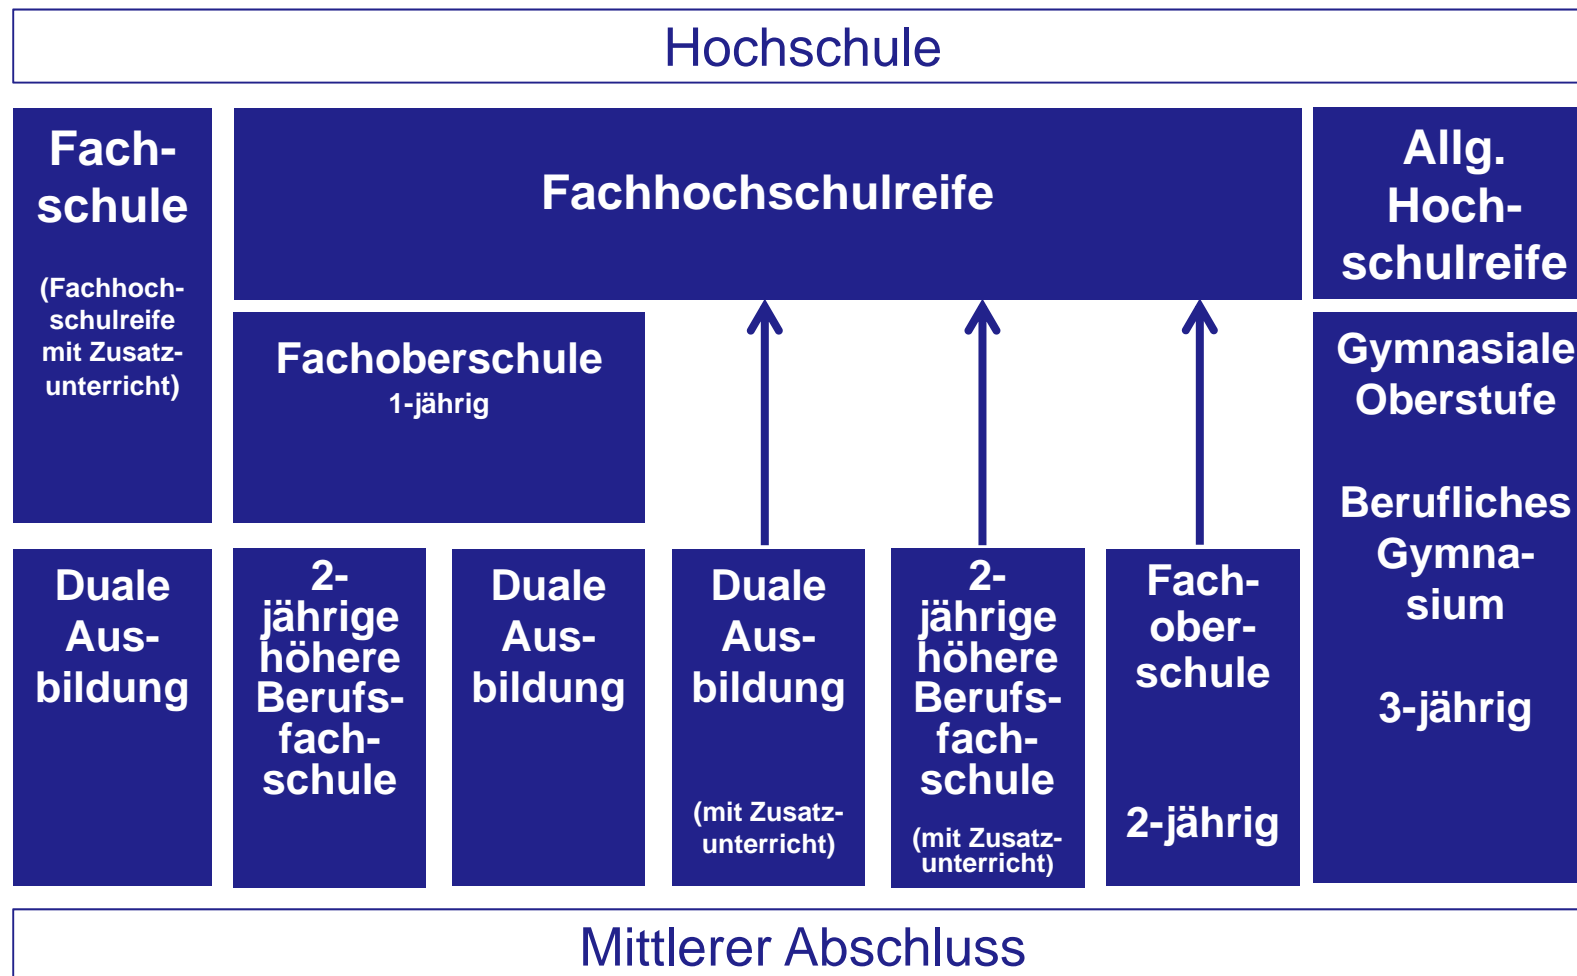 Hochschule
Fach-
schule
(Fachhoch-
schulreife
mit Zusatz-
unterricht)
Fachhochschulreife
Allg.
Hoch-
schulreife
Fachoberschule
1-jährig
Gymnasiale
Oberstufe
Berufliches
Gymna-
sium
3-jährig
Duale
Aus-
bildung
2-
jährige
höhere
Berufs-
fach-
schule
Duale
Aus-
bildung
Duale
Aus-
bildung
(mit Zusatz-
unterricht)
2-
jährige
höhere
Berufs-
fach-
schule
(mit Zusatz-
unterricht)
Fach-
ober-
schule
2-jährig
Mittlerer Abschluss